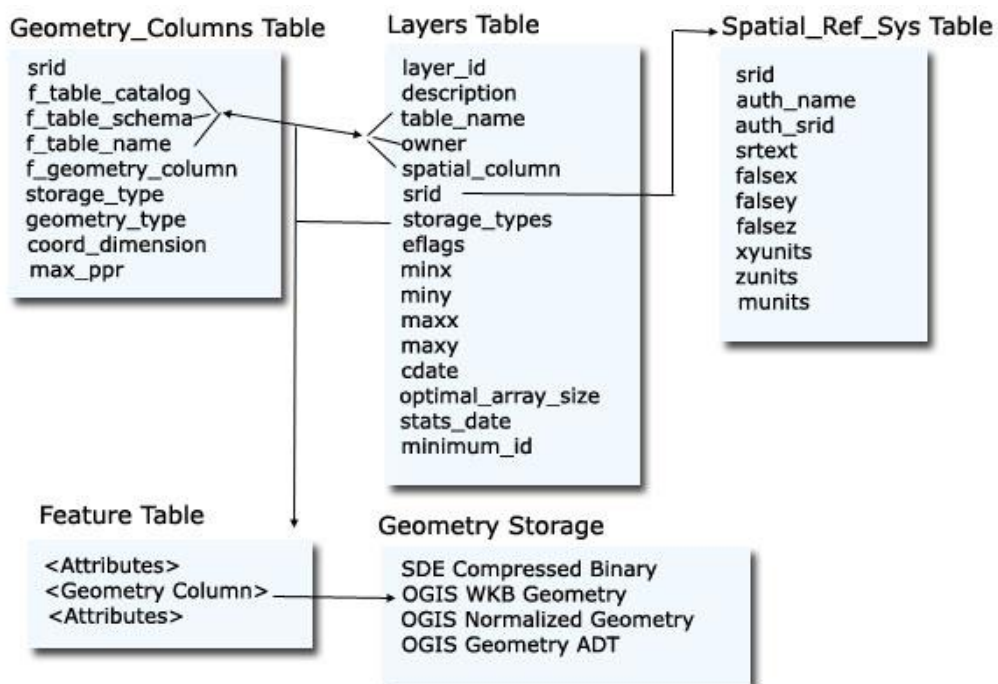 Geometry_Columns Table
srid
f_table_catalog
f_table_schema
f_table_name
f_geometry_column
storage_type
geometry_type
coord_dimension
max_ppr
Layers Table
layer_id
description
table_name
owner
spatial_column
srid
storage_types
eflags
minx
miny
maxx
maxy
cdate
optimal_array_size
stats_date
minimum_id
Spatial_Ref_Sys Table
srid
auth_name
auth_srid
srtext
falsex
falsey
falsez
xyunits
zunits
munits
Feature Table
<Attributes>
<Geometry Column>
<Attributes>
Geometry Storage
SDE Compressed Binary
OGIS WKB Geometry
OGIS Normalized Geometry
OGIS Geometry ADT